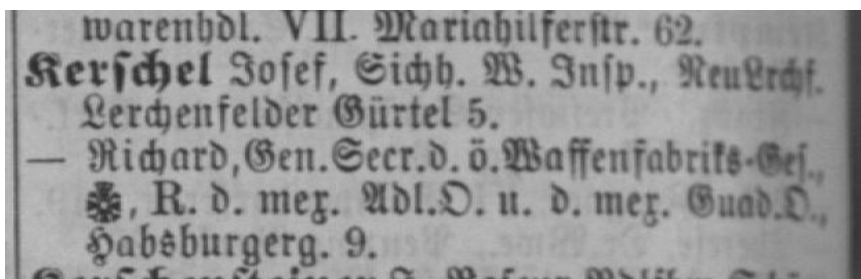 warenhdl. VII. Mariahilferstr. 62.
Kerschel Josef, Sichh. W. Insp., NeuLrchf.
Lerchenfelder Gürtel 5.
— Richard, Gen. Secr. d. ö. Waffenfabriks-Ges.,
, R. d. mex. Adl.O. u. d. mex. Guad.O.,
Habsburgerg. 9.